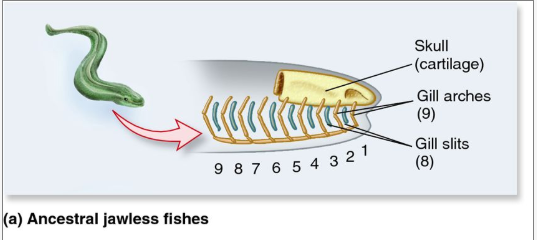 Skull
(cartilage)
Gill arches
(9)
Gill slits
(8)
9 8 7 6 5 4 3 2 1
(a) Ancestral jawless fishes